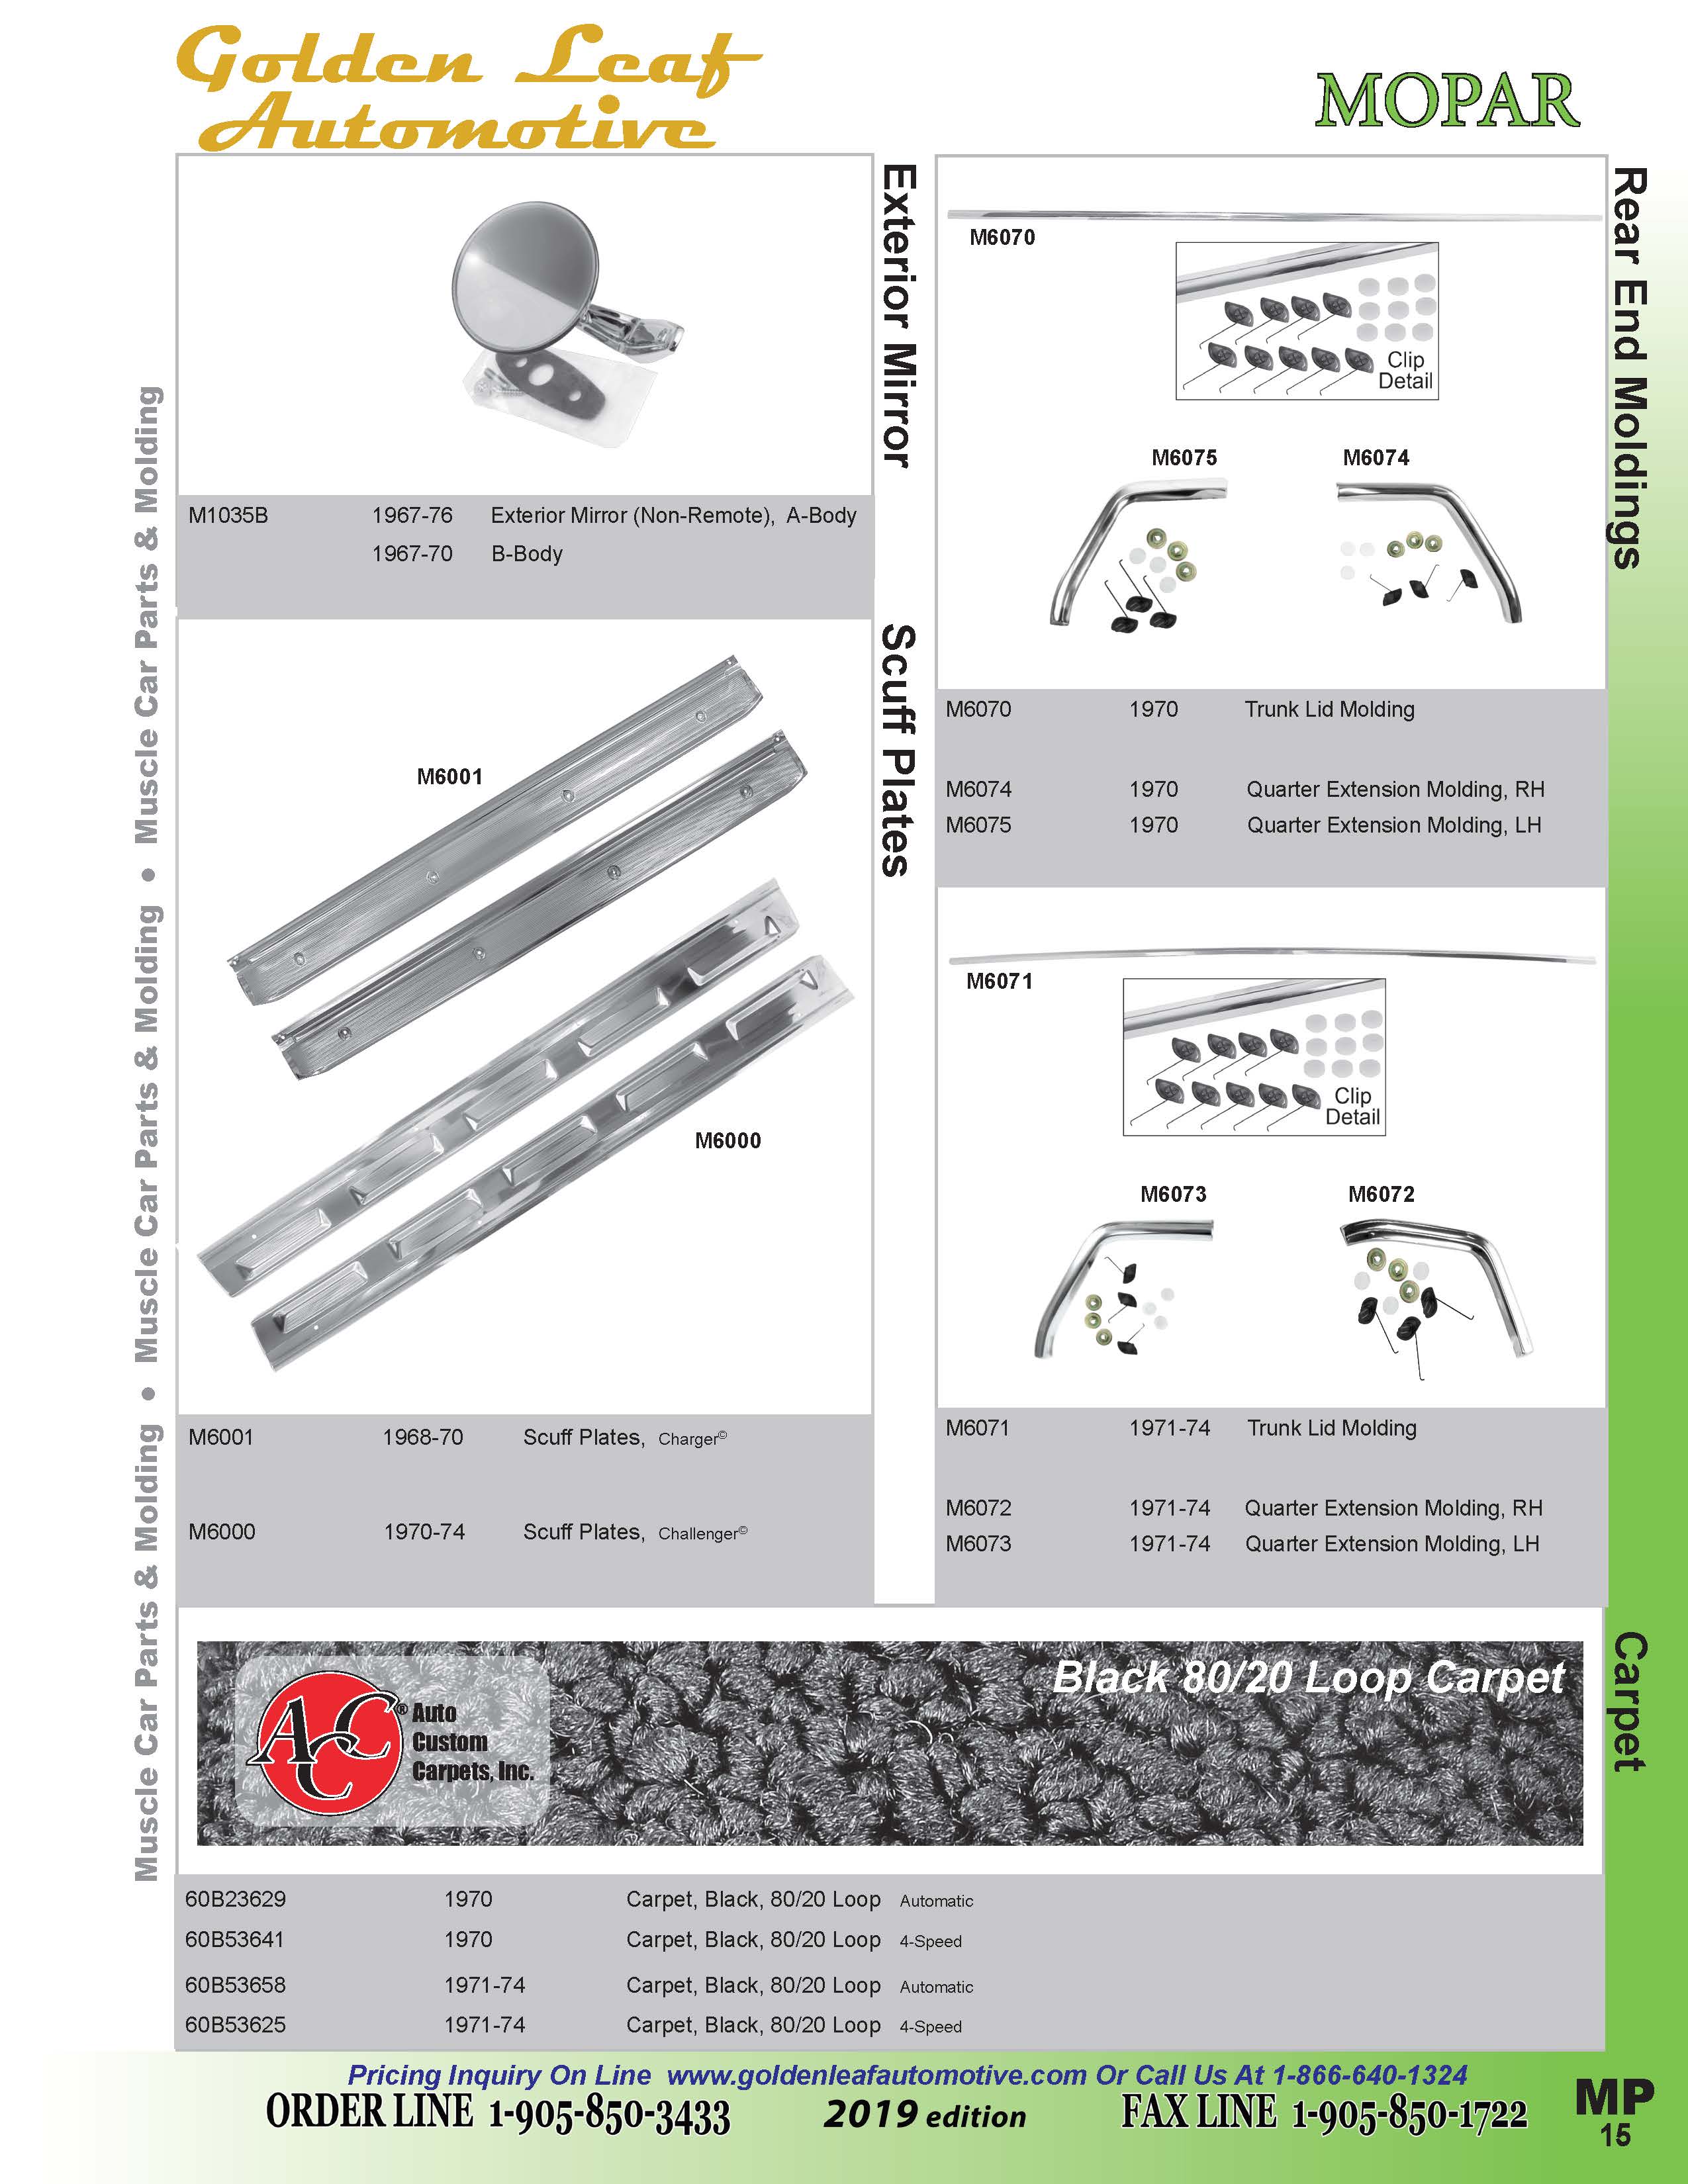 Golden Leaf
Automotive
MOPAR
Muscle Car Parts & Molding • Muscle Car Parts & Molding • Muscle Car Parts & Molding
Exterior Mirror
M1035B 1967-76 Exterior Mirror (Non-Remote), A-Body
1967-70 B-Body
Scuff Plates
M6001
M6000
M6001 1968-70 Scuff Plates, Charger©
M6000 1970-74 Scuff Plates, Challenger©
Rear End Moldings
M6070
Clip
Detail
M6075 M6074
M6070 1970 Trunk Lid Molding
M6074 1970 Quarter Extension Molding, RH
M6075 1970 Quarter Extension Molding, LH
M6071
Clip
Detail
M6073 M6072
M6071 1971-74 Trunk Lid Molding
M6072 1971-74 Quarter Extension Molding, RH
M6073 1971-74 Quarter Extension Molding, LH
Carpet
Black 80/20 Loop Carpet
ACC® Auto
Custom
Carpets, Inc.
60B23629 1970 Carpet, Black, 80/20 Loop Automatic
60B53641 1970 Carpet, Black, 80/20 Loop 4-Speed
60B53658 1971-74 Carpet, Black, 80/20 Loop Automatic
60B53625 1971-74 Carpet, Black, 80/20 Loop 4-Speed
Pricing Inquiry On Line www.goldenleafautomotive.com Or Call Us At 1-866-640-1324
ORDER LINE 1-905-850-3433 2019 edition FAX LINE 1-905-850-1722
MP
15